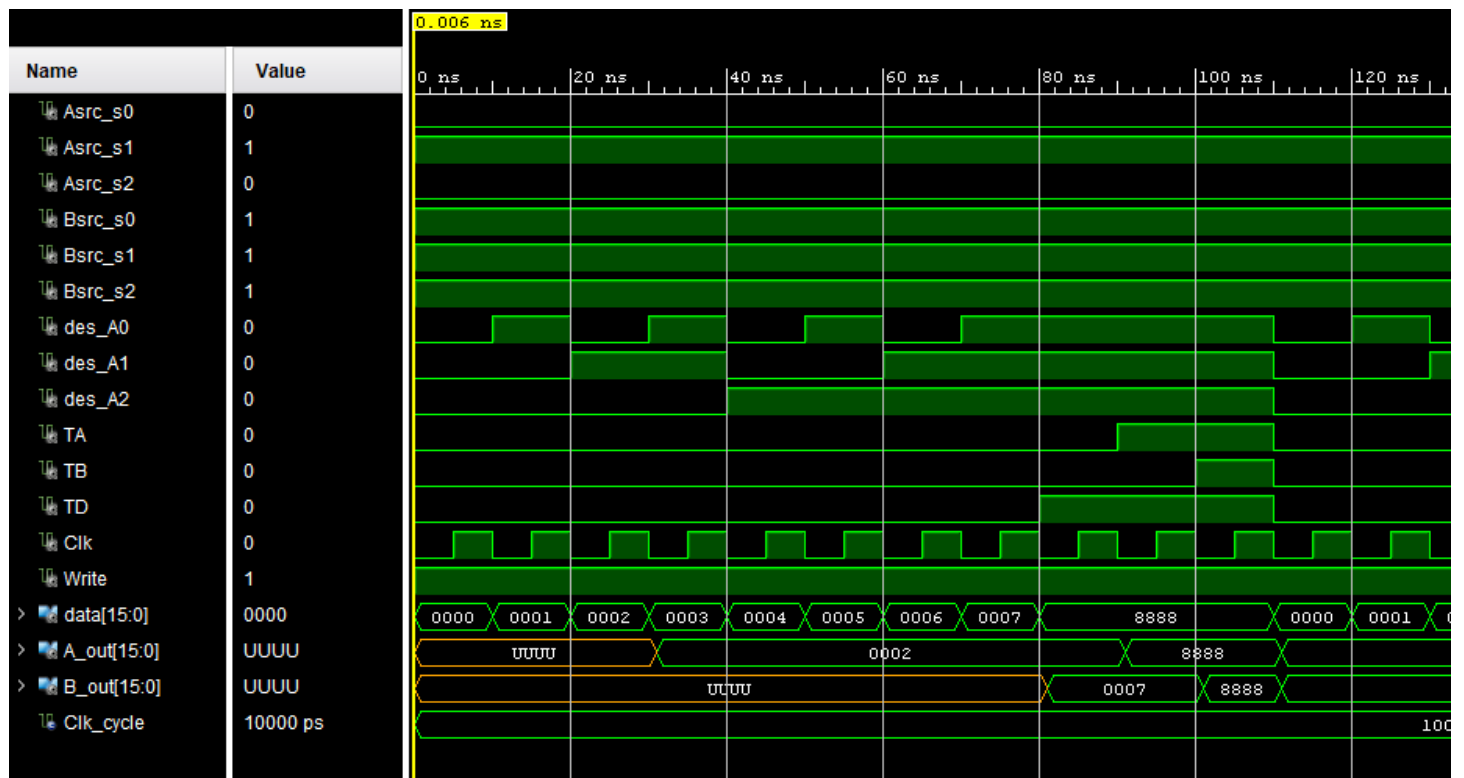 0.006 ns
Name Value
0 ns 20 ns 40 ns 60 ns 80 ns 100 ns 120 ns
Asrc_s0 0
Asrc_s1 1
Asrc_s2 0
Bsrc_s0 1
Bsrc_s1 1
Bsrc_s2 1
des_A0 0
des_A1 0
des_A2 0
TA 0
TB 0
TD 0
Clk 0
Write 1
data[15:0] 0000 0000 0001 0002 0003 0004 0005 0006 0007 8888 0000 0001
A_out[15:0] UUUU UUUU 0002 8888
B_out[15:0] UUUU UUUU 0007 8888
Clk_cycle 10000 ps 100